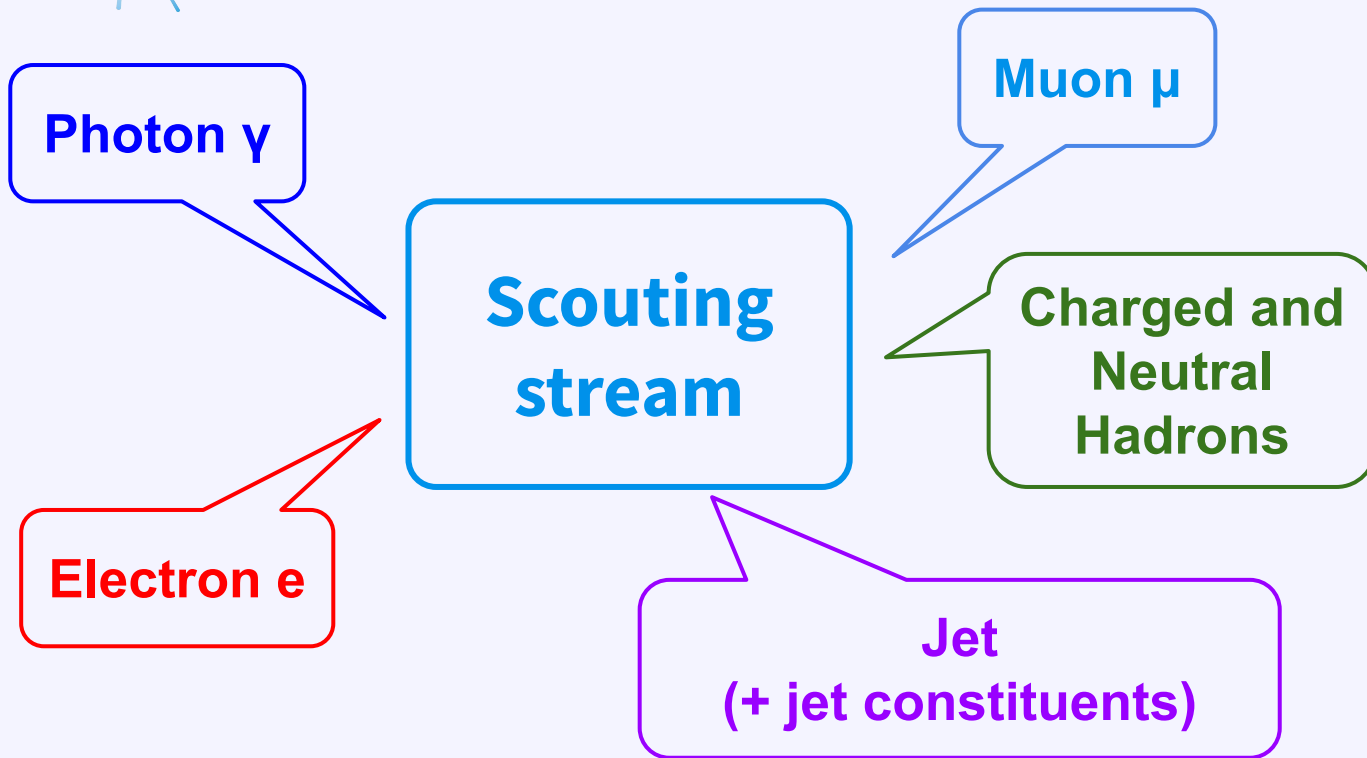 Muon μ
Photon γ
Scouting
stream
Charged and
Neutral
Hadrons
Electron e
Jet
(+ jet constituents)